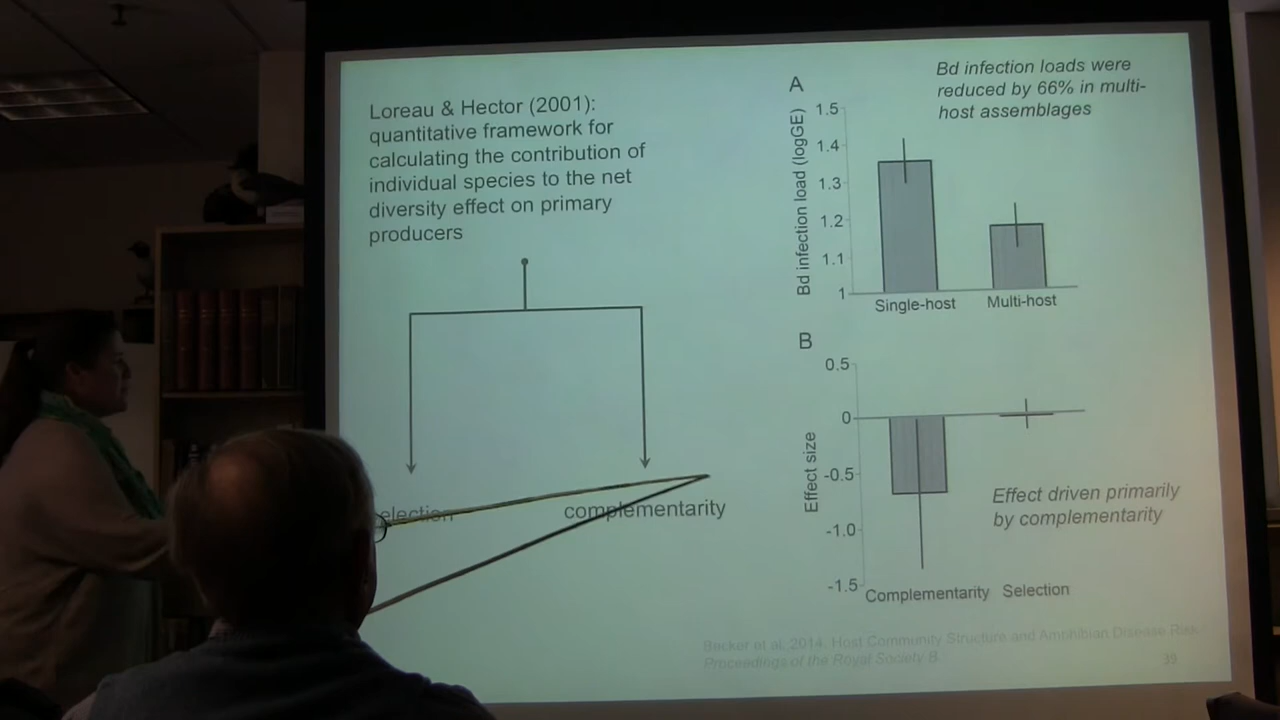 Loreau & Hector (2001):
quantitative framework for
calculating the contribution of
individual species to the net
diversity effect on primary
producers
election
complementarity
A
Bd infection loads were
reduced by 66% in multi-
host assemblages
Bd infection load (logGE)
1.5
1.4
1.3
1.2
1.1
1
Single-host Multi-host
B
Effect size
0.5
0
-0.5
-1.0
-1.5
Effect driven primarily
by complementarity
Complementarity Selection
Becker et al. 2014. Host Community Structure and Amphibian Disease Risk.
Proceedings of the Royal Society B.
39